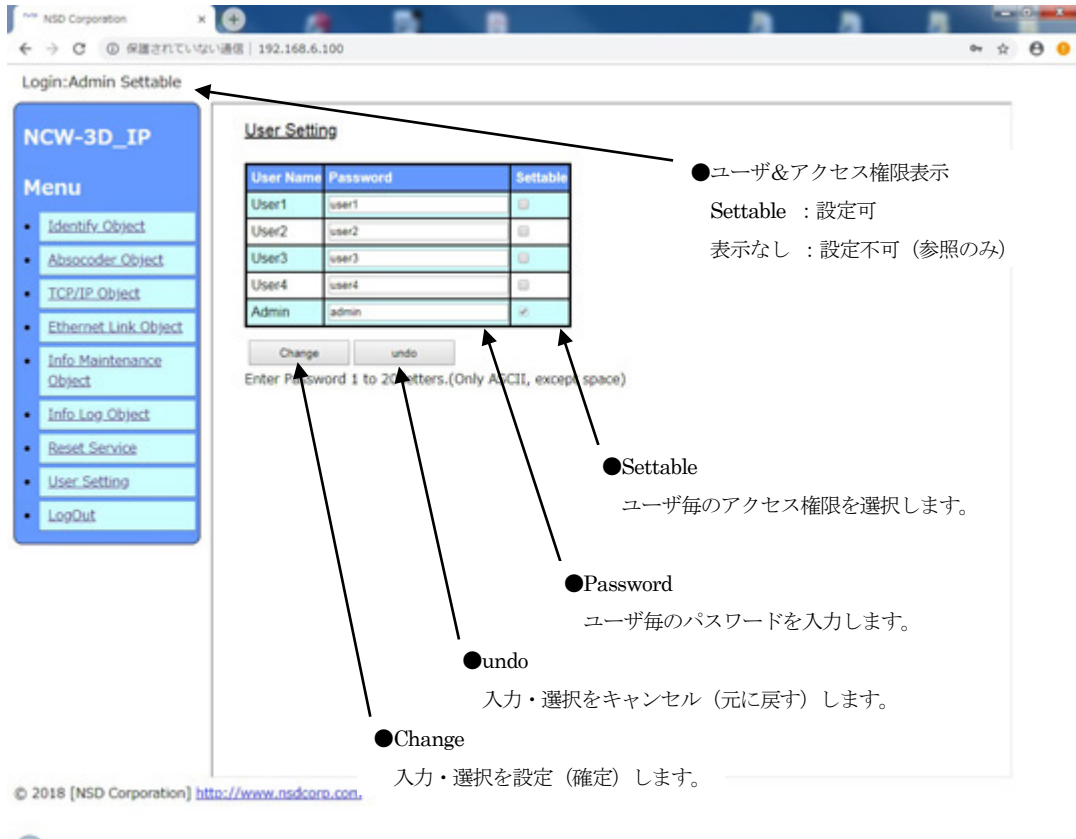 NSD Corporation
保護されていない通信 | 192.168.6.100
Login:Admin Settable
NCW-3D_IP
Menu
Identify Object
Absocoder Object
TCP/IP Object
Ethernet Link Object
Info Maintenance
Object
Info Log Object
Reset Service
User Setting
LogOut
User Setting
User Name Password Settable
User1 user1
User2 user2
User3 user3
User4 user4
Admin admin
Change undo
Enter Password 1 to 20 letters.(Only ASCII, except space)
●ユーザ&アクセス権限表示
Settable :設定可
表示なし :設定不可(参照のみ)
●Settable
ユーザ毎のアクセス権限を選択します。
●Password
ユーザ毎のパスワードを入力します。
●undo
入力・選択をキャンセル(元に戻す)します。
●Change
入力・選択を設定(確定)します。
© 2018 [NSD Corporation] http://www.nsdcorp.com.